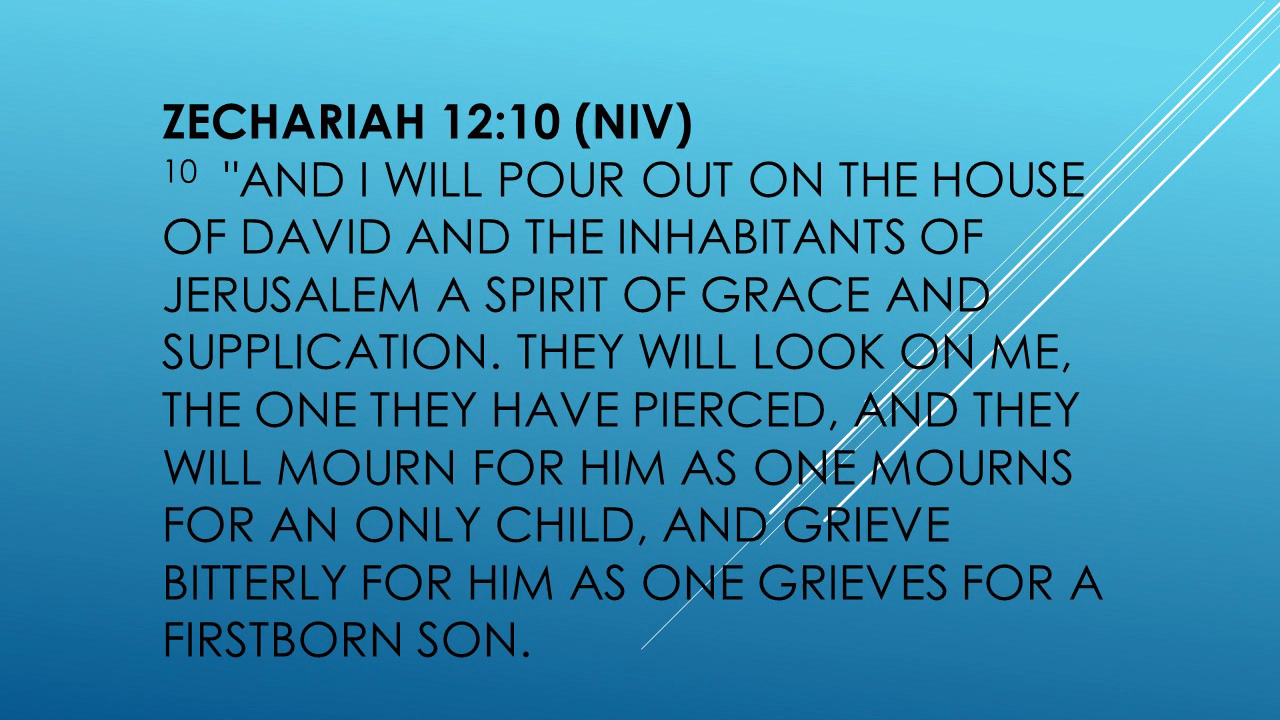 ZECHARIAH 12:10 (NIV)
10 "AND I WILL POUR OUT ON THE HOUSE
OF DAVID AND THE INHABITANTS OF
JERUSALEM A SPIRIT OF GRACE AND
SUPPLICATION. THEY WILL LOOK ON ME,
THE ONE THEY HAVE PIERCED, AND THEY
WILL MOURN FOR HIM AS ONE MOURNS
FOR AN ONLY CHILD, AND GRIEVE
BITTERLY FOR HIM AS ONE GRIEVES FOR A
FIRSTBORN SON.